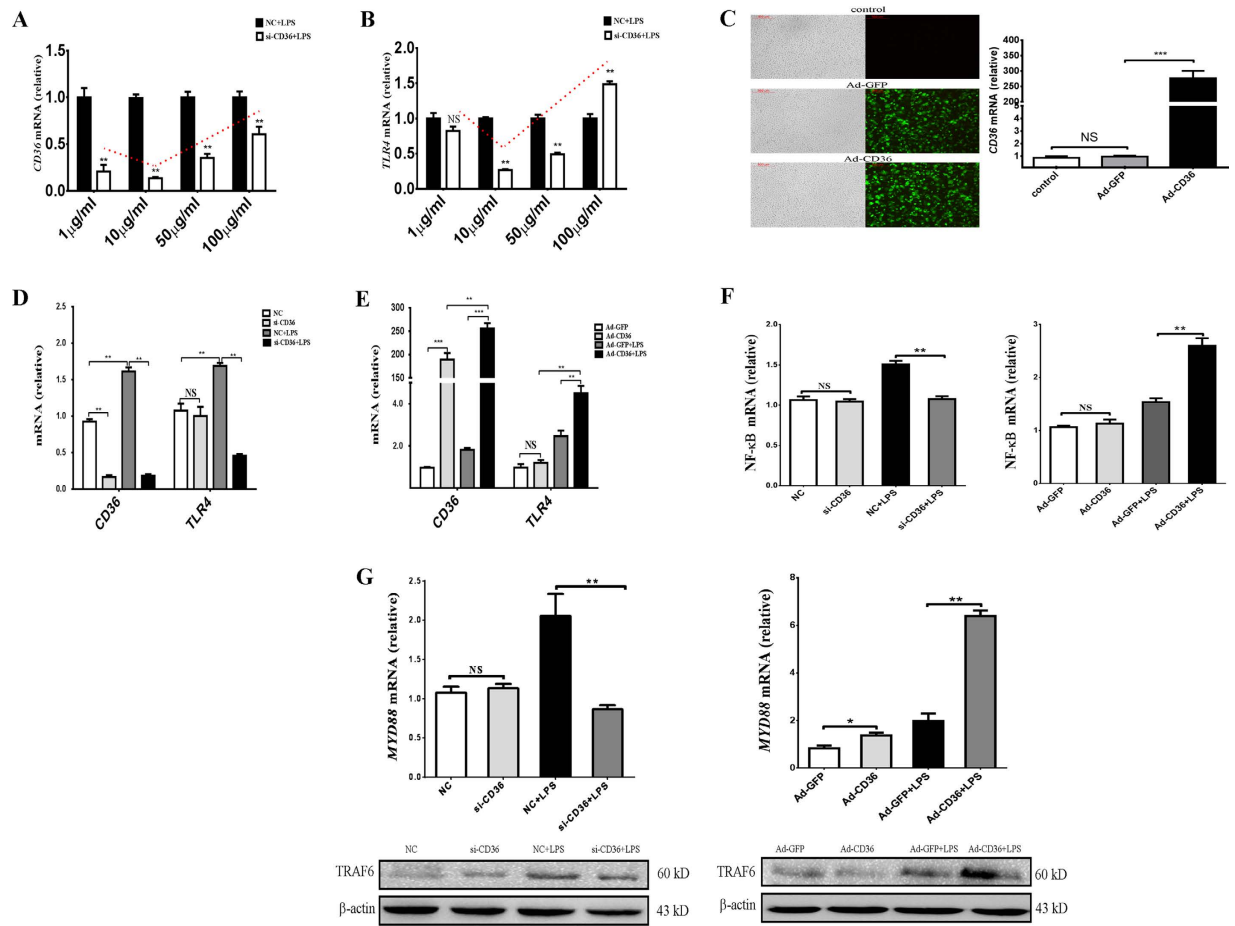 A
NC+LPS
si-CD36+LPS
CD36 mRNA (relative)
1.5
1.0
0.5
0.0
**
**
**
**
1μg/ml
10μg/ml
50μg/ml
100μg/ml
B
NC+LPS
si-CD36+LPS
TLR4 mRNA (relative)
2.0
1.5
1.0
0.5
0.0
NS
**
**
**
1μg/ml
10μg/ml
50μg/ml
100μg/ml
C
control
Ad-GFP
Ad-CD36
CD36 mRNA (relative)
400
350
300
250
200
5
4
3
2
1
NS
***
control
Ad-GFP
Ad-CD36
D
NC
si-CD36
NC+LPS
si-CD36+LPS
mRNA (relative)
2.5
2.0
1.5
1.0
0.5
0.0
**
**
**
**
NS
**
CD36
TLR4
E
Ad-GFP
Ad-CD36
Ad-GFP+LPS
Ad-CD36+LPS
mRNA (relative)
300
250
200
150
100
4.0
2.0
***
**
***
NS
**
**
CD36
TLR4
F
NF-κB mRNA (relative)
2.0
1.5
1.0
0.5
0.0
NS
**
NC
si-CD36
NC+LPS
si-CD36+LPS
NF-κB mRNA (relative)
3
2
1
0
NS
**
Ad-GFP
Ad-CD36
Ad-GFP+LPS
Ad-CD36+LPS
G
MYD88 mRNA (relative)
2.5
2.0
1.5
1.0
0.5
0.0
NS
**
NC
si-CD36
NC+LPS
si-CD36+LPS
MYD88 mRNA (relative)
8
6
4
2
0
*
**
Ad-GFP
Ad-CD36
Ad-GFP+LPS
Ad-CD36+LPS
NC si-CD36 NC+LPS si-CD36+LPS
TRAF6 60 kD
β-actin 43 kD
Ad-GFP Ad-CD36 Ad-GFP+LPS Ad-CD36+LPS
TRAF6 60 kD
β-actin 43 kD